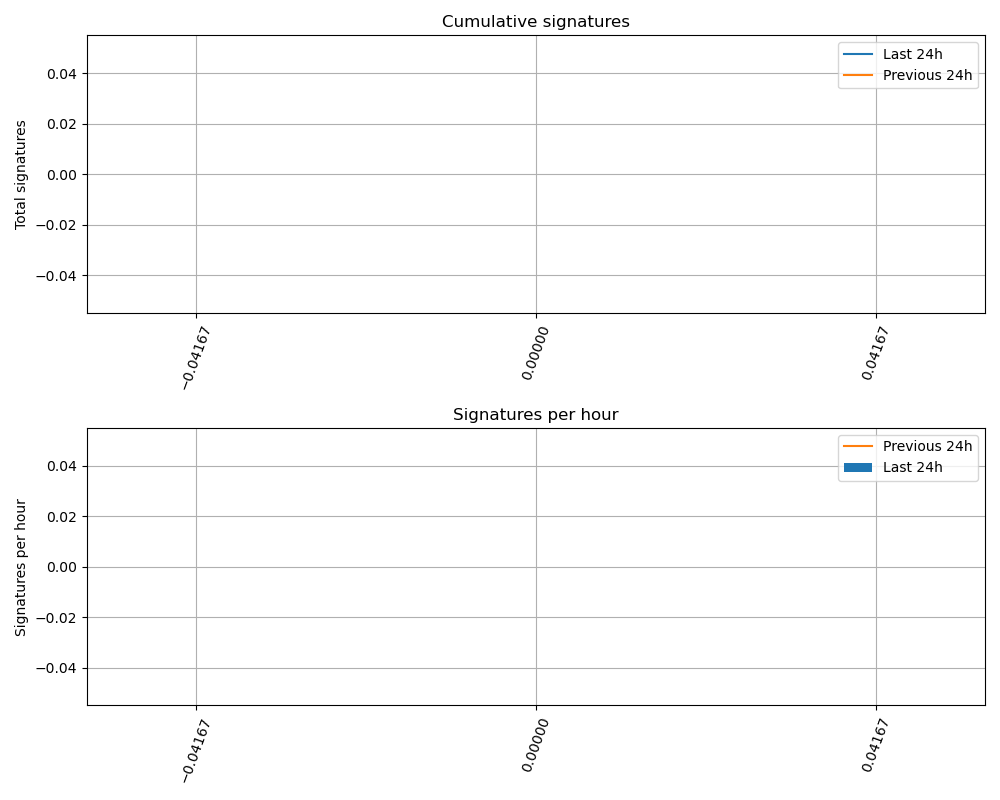 Cumulative signatures
Last 24h
Previous 24h
Total signatures
0.04
0.02
0.00
−0.02
−0.04
−0.04167
0.00000
0.04167
Signatures per hour
Previous 24h
Last 24h
Signatures per hour
0.04
0.02
0.00
−0.02
−0.04
−0.04167
0.00000
0.04167